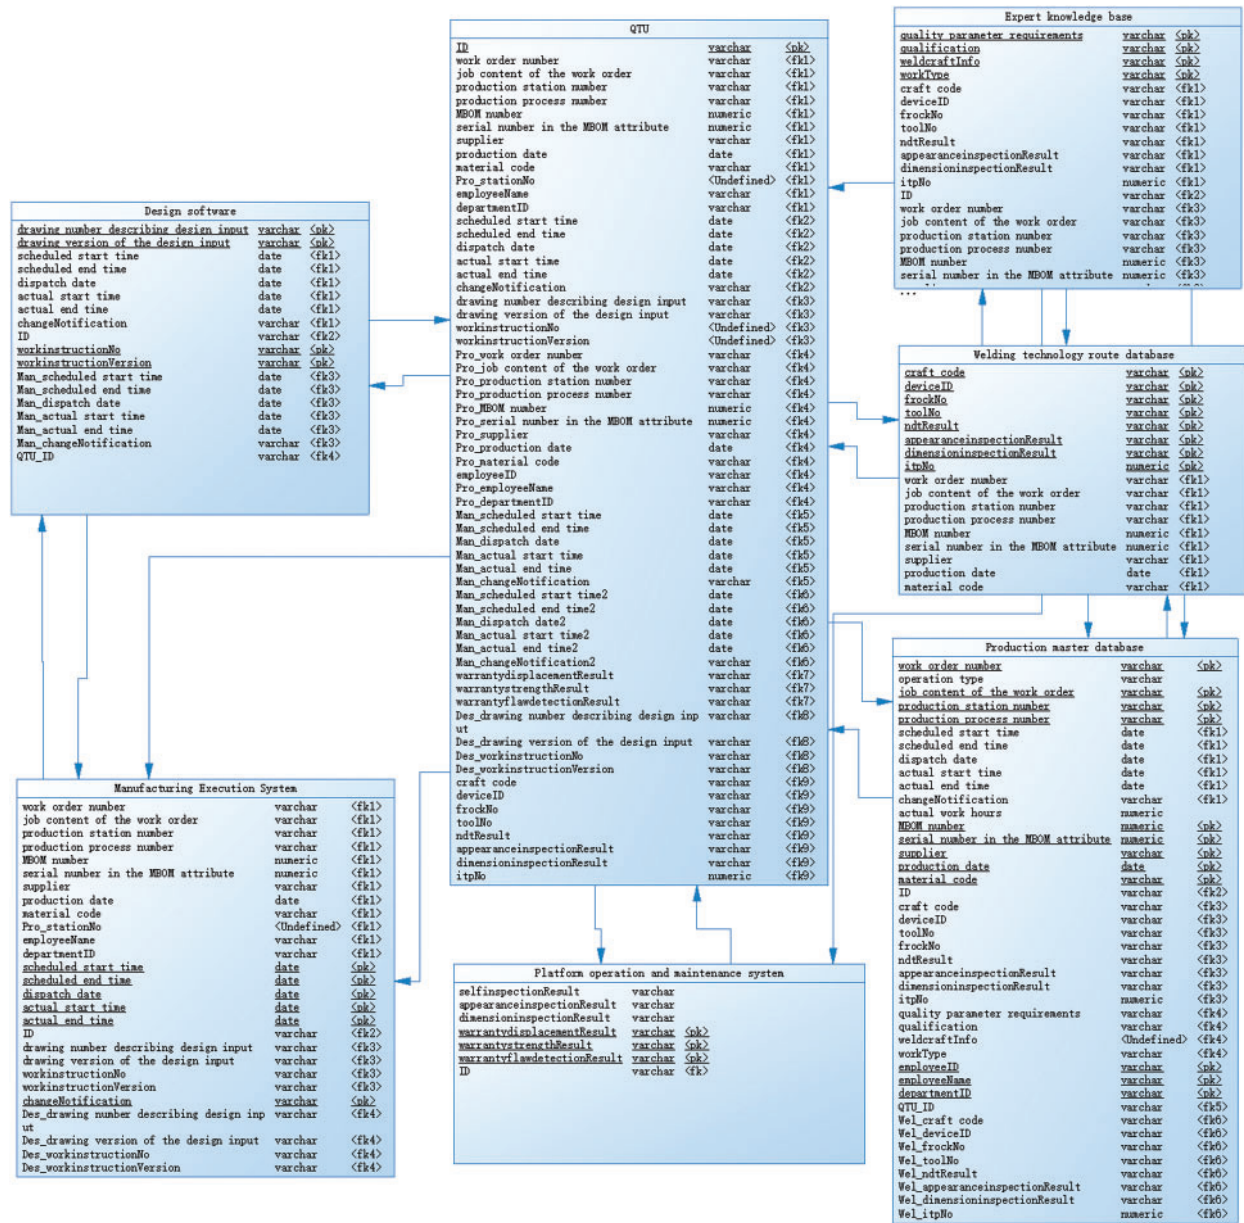 QTU
ID varchar <pk>
work order number varchar <fk1>
job content of the work order varchar <fk1>
production station number varchar <fk1>
production process number varchar <fk1>
MBOM number numeric <fk1>
serial number in the MBOM attribute numeric <fk1>
supplier varchar <fk1>
production date date <fk1>
material code varchar <fk1>
Pro_stationNo <Undefined> <fk1>
employeeName varchar <fk1>
departmentID varchar <fk1>
scheduled start time date <fk2>
scheduled end time date <fk2>
dispatch date date <fk2>
actual start time date <fk2>
actual end time date <fk2>
changeNotification varchar <fk2>
drawing number describing design input varchar <fk3>
drawing version of the design input varchar <fk3>
workinstructionNo <Undefined> <fk3>
workinstructionVersion <Undefined> <fk3>
Pro_work order number varchar <fk4>
Pro_job content of the work order varchar <fk4>
Pro_production station number varchar <fk4>
Pro_production process number varchar <fk4>
Pro_MBOM number numeric <fk4>
Pro_serial number in the MBOM attribute numeric <fk4>
Pro_supplier varchar <fk4>
Pro_production date date <fk4>
Pro_material code varchar <fk4>
employeeID varchar <fk4>
Pro_employeeName varchar <fk4>
Pro_departmentID varchar <fk4>
Man_scheduled start time date <fk5>
Man_scheduled end time date <fk5>
Man_dispatch date date <fk5>
Man_actual start time date <fk5>
Man_actual end time date <fk5>
Man_changeNotification varchar <fk5>
Man_scheduled start time2 date <fk6>
Man_scheduled end time2 date <fk6>
Man_dispatch date2 date <fk6>
Man_actual start time2 date <fk6>
Man_actual end time2 date <fk6>
Man_changeNotification2 varchar <fk6>
warrantydisplacementResult varchar <fk7>
warrantystrengthResult varchar <fk7>
warrantyflawdetectionResult varchar <fk7>
Des_drawing number describing design inp varchar <fk8>
ut
Des_drawing version of the design input varchar <fk8>
Des_workinstructionNo varchar <fk8>
Des_workinstructionVersion varchar <fk8>
craft code varchar <fk9>
deviceID varchar <fk9>
frockNo varchar <fk9>
toolNo varchar <fk9>
ndtResult varchar <fk9>
appearanceinspectionResult varchar <fk9>
dimensioninspectionResult varchar <fk9>
itpNo numeric <fk9>
Expert knowledge base
quality parameter requirements varchar <pk>
qualification varchar <pk>
weldcraftInfo varchar <pk>
workType varchar <pk>
craft code varchar <fk1>
deviceID varchar <fk1>
frockNo varchar <fk1>
toolNo varchar <fk1>
ndtResult varchar <fk1>
appearanceinspectionResult varchar <fk1>
dimensioninspectionResult varchar <fk1>
itpNo numeric <fk1>
ID varchar <fk2>
work order number varchar <fk3>
job content of the work order varchar <fk3>
production station number varchar <fk3>
production process number varchar <fk3>
MBOM number numeric <fk3>
serial number in the MBOM attribute numeric <fk3>
...
Design software
drawing number describing design input varchar <pk>
drawing version of the design input varchar <pk>
scheduled start time date <fk1>
scheduled end time date <fk1>
dispatch date date <fk1>
actual start time date <fk1>
actual end time date <fk1>
changeNotification varchar <fk1>
ID varchar <fk2>
workinstructionNo varchar <pk>
workinstructionVersion varchar <pk>
Man_scheduled start time date <fk3>
Man_scheduled end time date <fk3>
Man_dispatch date date <fk3>
Man_actual start time date <fk3>
Man_actual end time date <fk3>
Man_changeNotification varchar <fk3>
QTU_ID varchar <fk4>
Welding technology route database
craft code varchar <pk>
deviceID varchar <pk>
frockNo varchar <pk>
toolNo varchar <pk>
ndtResult varchar <pk>
appearanceinspectionResult varchar <pk>
dimensioninspectionResult varchar <pk>
itpNo numeric <pk>
work order number varchar <fk1>
job content of the work order varchar <fk1>
production station number varchar <fk1>
production process number varchar <fk1>
MBOM number numeric <fk1>
serial number in the MBOM attribute numeric <fk1>
supplier varchar <fk1>
production date date <fk1>
material code varchar <fk1>
Production master database
work order number varchar <pk>
operation type varchar
job content of the work order varchar <pk>
production station number varchar <pk>
production process number varchar <pk>
scheduled start time date <fk1>
scheduled end time date <fk1>
dispatch date date <fk1>
actual start time date <fk1>
actual end time date <fk1>
changeNotification varchar <fk1>
actual work hours numeric
MBOM number numeric <pk>
serial number in the MBOM attribute numeric <pk>
supplier varchar <pk>
production date date <pk>
material code varchar <pk>
ID varchar <fk2>
craft code varchar <fk3>
deviceID varchar <fk3>
toolNo varchar <fk3>
frockNo varchar <fk3>
ndtResult varchar <fk3>
appearanceinspectionResult varchar <fk3>
dimensioninspectionResult varchar <fk3>
itpNo numeric <fk3>
quality parameter requirements varchar <fk4>
qualification varchar <fk4>
weldcraftInfo <Undefined> <fk4>
workType varchar <fk4>
employeeID varchar <pk>
employeeName varchar <pk>
departmentID varchar <pk>
QTU_ID varchar <fk5>
Wel_craft code varchar <fk6>
Wel_deviceID varchar <fk6>
Wel_frockNo varchar <fk6>
Wel_toolNo varchar <fk6>
Wel_ndtResult varchar <fk6>
Wel_appearanceinspectionResult varchar <fk6>
Wel_dimensioninspectionResult varchar <fk6>
Wel_itpNo numeric <fk6>
Manufacturing Execution System
work order number varchar <fk1>
job content of the work order varchar <fk1>
production station number varchar <fk1>
production process number varchar <fk1>
MBOM number numeric <fk1>
serial number in the MBOM attribute numeric <fk1>
supplier varchar <fk1>
production date date <fk1>
material code varchar <fk1>
Pro_stationNo <Undefined> <fk1>
employeeName varchar <fk1>
departmentID varchar <fk1>
scheduled start time date <pk>
scheduled end time date <pk>
dispatch date date <pk>
actual start time date <pk>
actual end time date <pk>
ID varchar <fk2>
drawing number describing design input varchar <fk3>
drawing version of the design input varchar <fk3>
workinstructionNo varchar <fk3>
workinstructionVersion varchar <fk3>
changeNotification varchar <pk>
Des_drawing number describing design inp varchar <fk4>
ut
Des_drawing version of the design input varchar <fk4>
Des_workinstructionNo varchar <fk4>
Des_workinstructionVersion varchar <fk4>
Platform operation and maintenance system
selfinspectionResult varchar
appearanceinspectionResult varchar
dimensioninspectionResult varchar
warrantydisplacementResult varchar <pk>
warrantystrengthResult varchar <pk>
warrantyflawdetectionResult varchar <pk>
ID varchar <fk>